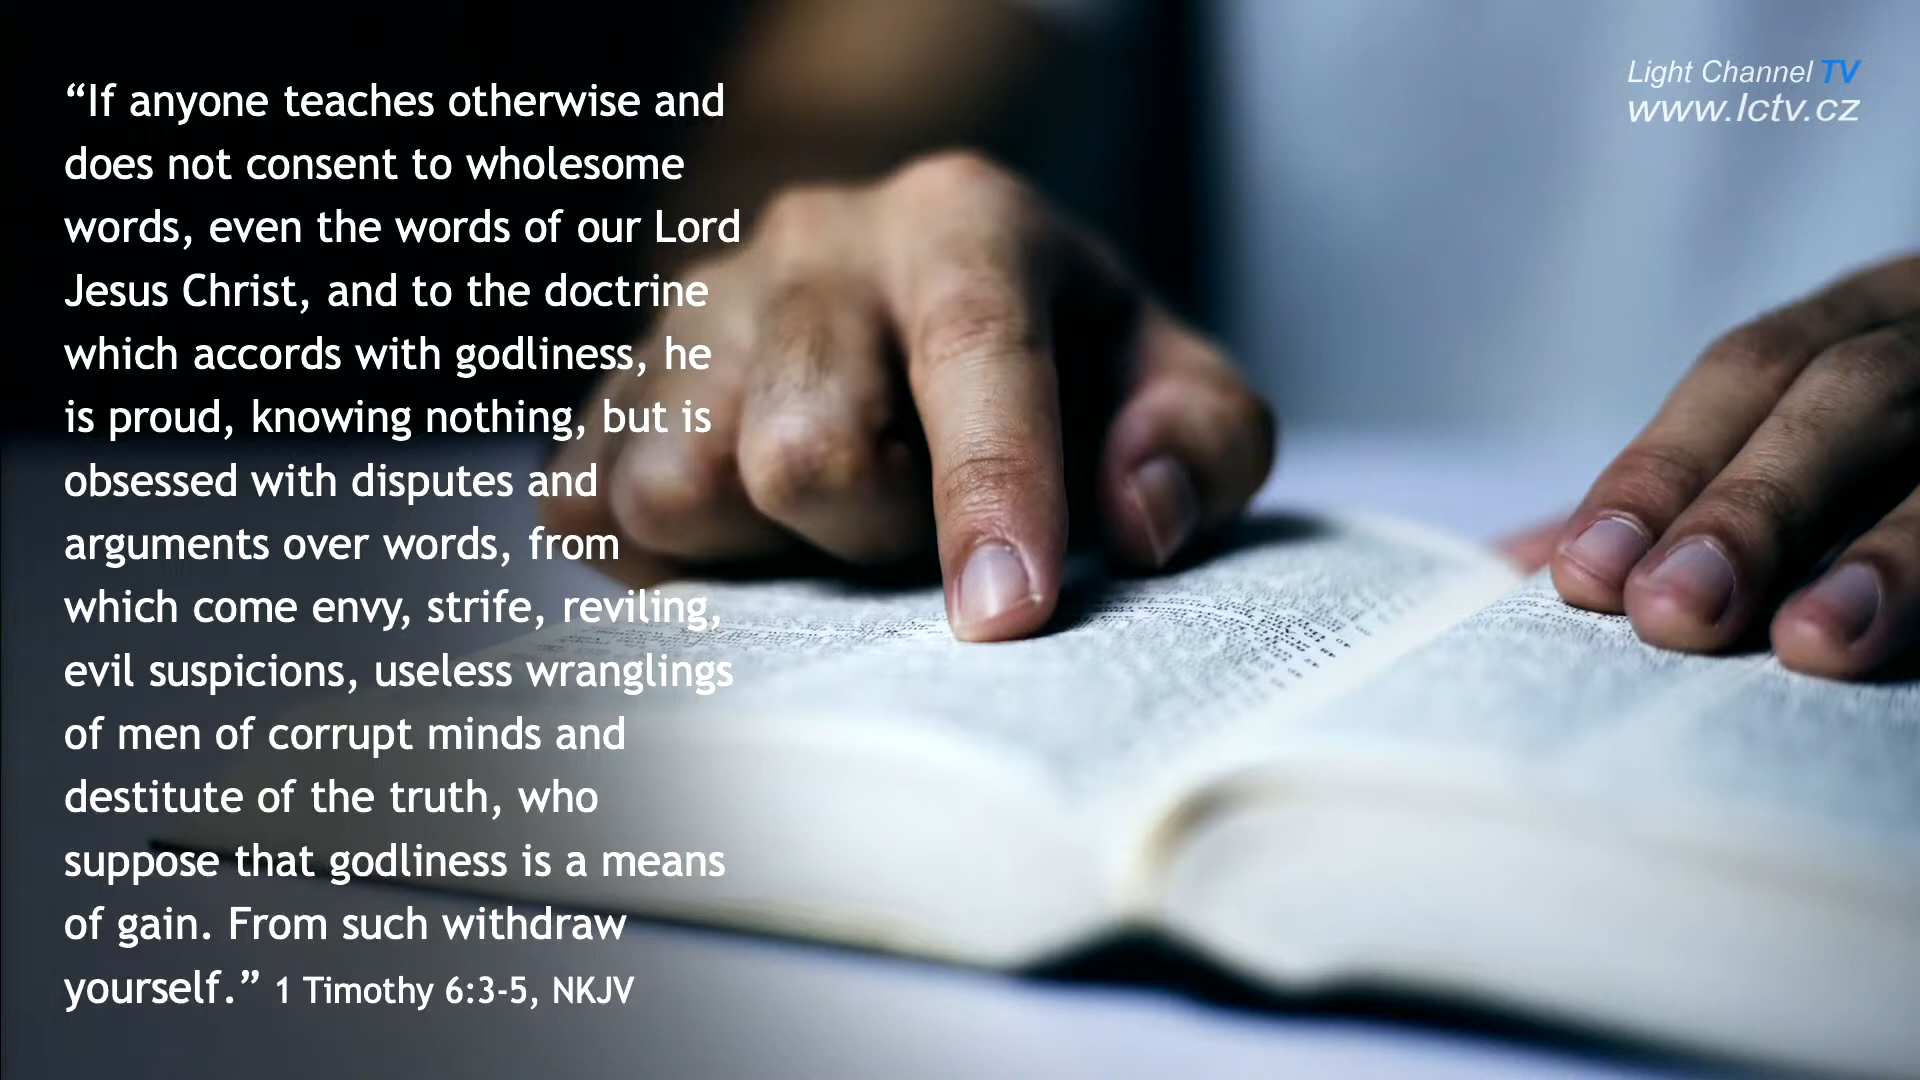 “If anyone teaches otherwise and
does not consent to wholesome
words, even the words of our Lord
Jesus Christ, and to the doctrine
which accords with godliness, he
is proud, knowing nothing, but is
obsessed with disputes and
arguments over words, from
which come envy, strife, reviling,
evil suspicions, useless wranglings
of men of corrupt minds and
destitute of the truth, who
suppose that godliness is a means
of gain. From such withdraw
yourself.” 1 Timothy 6:3-5, NKJV
Light Channel TV
www.lctv.cz